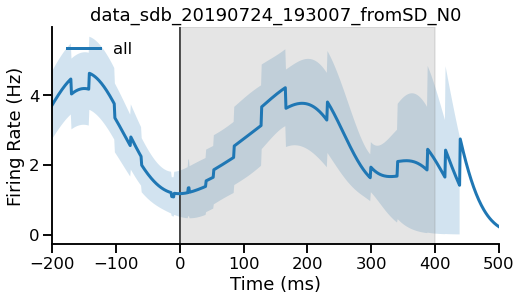 data_sdb_20190724_193007_fromSD_N0
all
Firing Rate (Hz)
4
2
0
−200 −100 0 100 200 300 400 500
Time (ms)